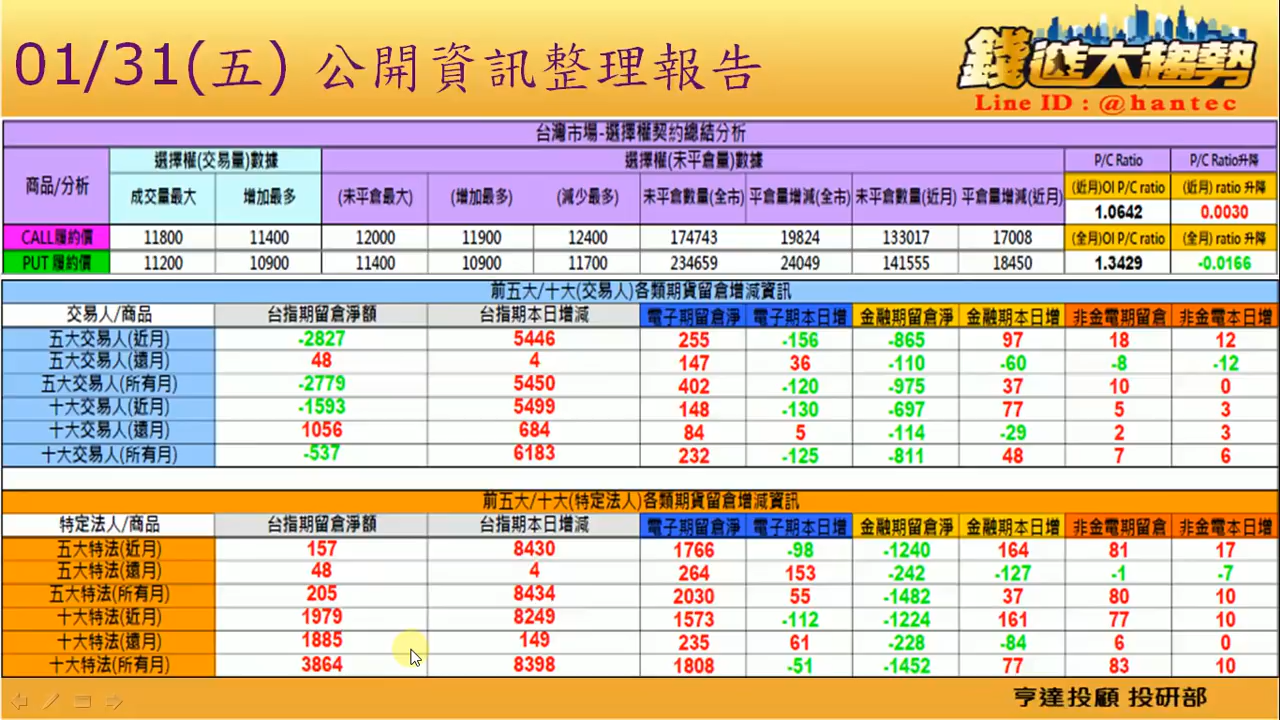 01/31(五) 公開資訊整理報告
錢進大趨勢
Line ID : @hantec
台灣市場-選擇權契約總結分析
商品/分析 選擇權(交易量)數據 選擇權(未平倉量)數據 P/C Ratio P/C Ratio升降
成交量最大 增加最多 (未平倉最大) (增加最多) (減少最多) 未平倉數量(全市) 平倉量增減(全市) 未平倉數量(近月) 平倉量增減(近月) (近月)OI P/C ratio (近月) ratio 升降
1.0642 0.0030
CALL履約價 11800 11400 12000 11900 12400 174743 19824 133017 17008 (全月)OI P/C ratio (全月) ratio 升降
PUT 履約價 11200 10900 11400 10900 11700 234659 24049 141555 18450 1.3429 -0.0166
前五大/十大(交易人)各類期貨留倉增減資訊
交易人/商品 台指期留倉淨額 台指期本日增減 電子期留倉淨 電子期本日增 金融期留倉淨 金融期本日增 非金電期留倉 非金電本日增
五大交易人(近月) -2827 5446 255 -156 -865 97 18 12
五大交易人(遠月) 48 4 147 36 -110 -60 -8 -12
五大交易人(所有月) -2779 5450 402 -120 -975 37 10 0
十大交易人(近月) -1593 5499 148 -130 -697 77 5 3
十大交易人(遠月) 1056 684 84 5 -114 -29 2 3
十大交易人(所有月) -537 6183 232 -125 -811 48 7 6
前五大/十大(特定法人)各類期貨留倉增減資訊
特定法人/商品 台指期留倉淨額 台指期本日增減 電子期留倉淨 電子期本日增 金融期留倉淨 金融期本日增 非金電期留倉 非金電本日增
五大特法(近月) 157 8430 1766 -98 -1240 164 81 17
五大特法(遠月) 48 4 264 153 -242 -127 -1 -7
五大特法(所有月) 205 8434 2030 55 -1482 37 80 10
十大特法(近月) 1979 8249 1573 -112 -1224 161 77 10
十大特法(遠月) 1885 149 235 61 -228 -84 6 0
十大特法(所有月) 3864 8398 1808 -51 -1452 77 83 10
亨達投顧 投研部